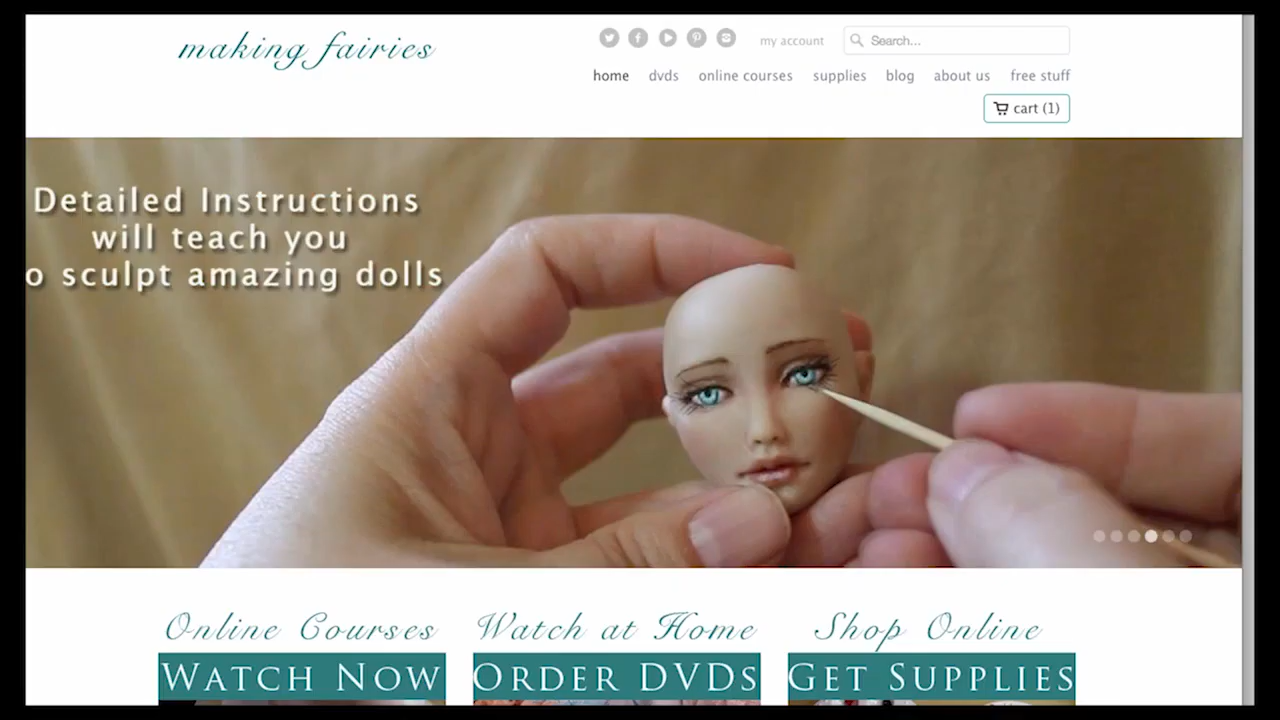 making fairies
my account
Search...
home dvds online courses supplies blog about us free stuff
cart (1)
Detailed Instructions
will teach you
o sculpt amazing dolls
Online Courses Watch at Home Shop Online
WATCH NOW ORDER DVDS GET SUPPLIES